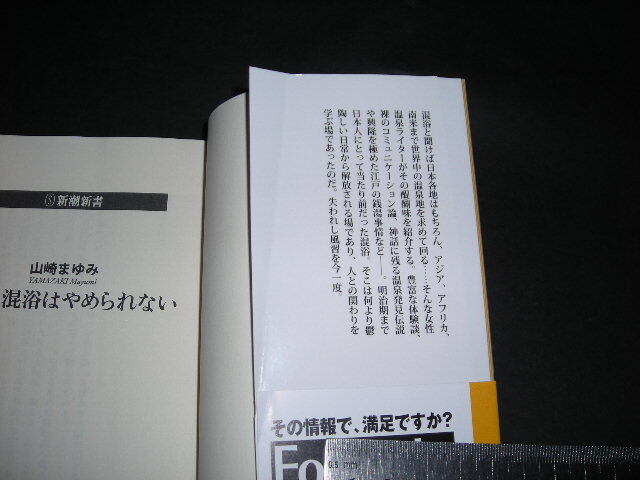 Ⓢ新潮新書
山崎まゆみ
YAMAZAKI Mayumi
混浴はやめられない
混浴と聞けば日本各地はもちろん、アジア、アフリカ、
南米まで世界中の温泉地を求めて回る……そんな女性
温泉ライターがその醍醐味を紹介する。豊富な体験談、
裸のコミュニケーション論、神話に残る温泉発見伝説
や興隆を極めた江戸の銭湯事情など――。明治期まで
日本人にとって当たり前だった混浴。そこは何より鬱
陶しい日常から解放される場であり、人との関わりを
学ぶ場であったのだ。失われし風習を今一度。
その情報で、満足ですか?
0.5 mm